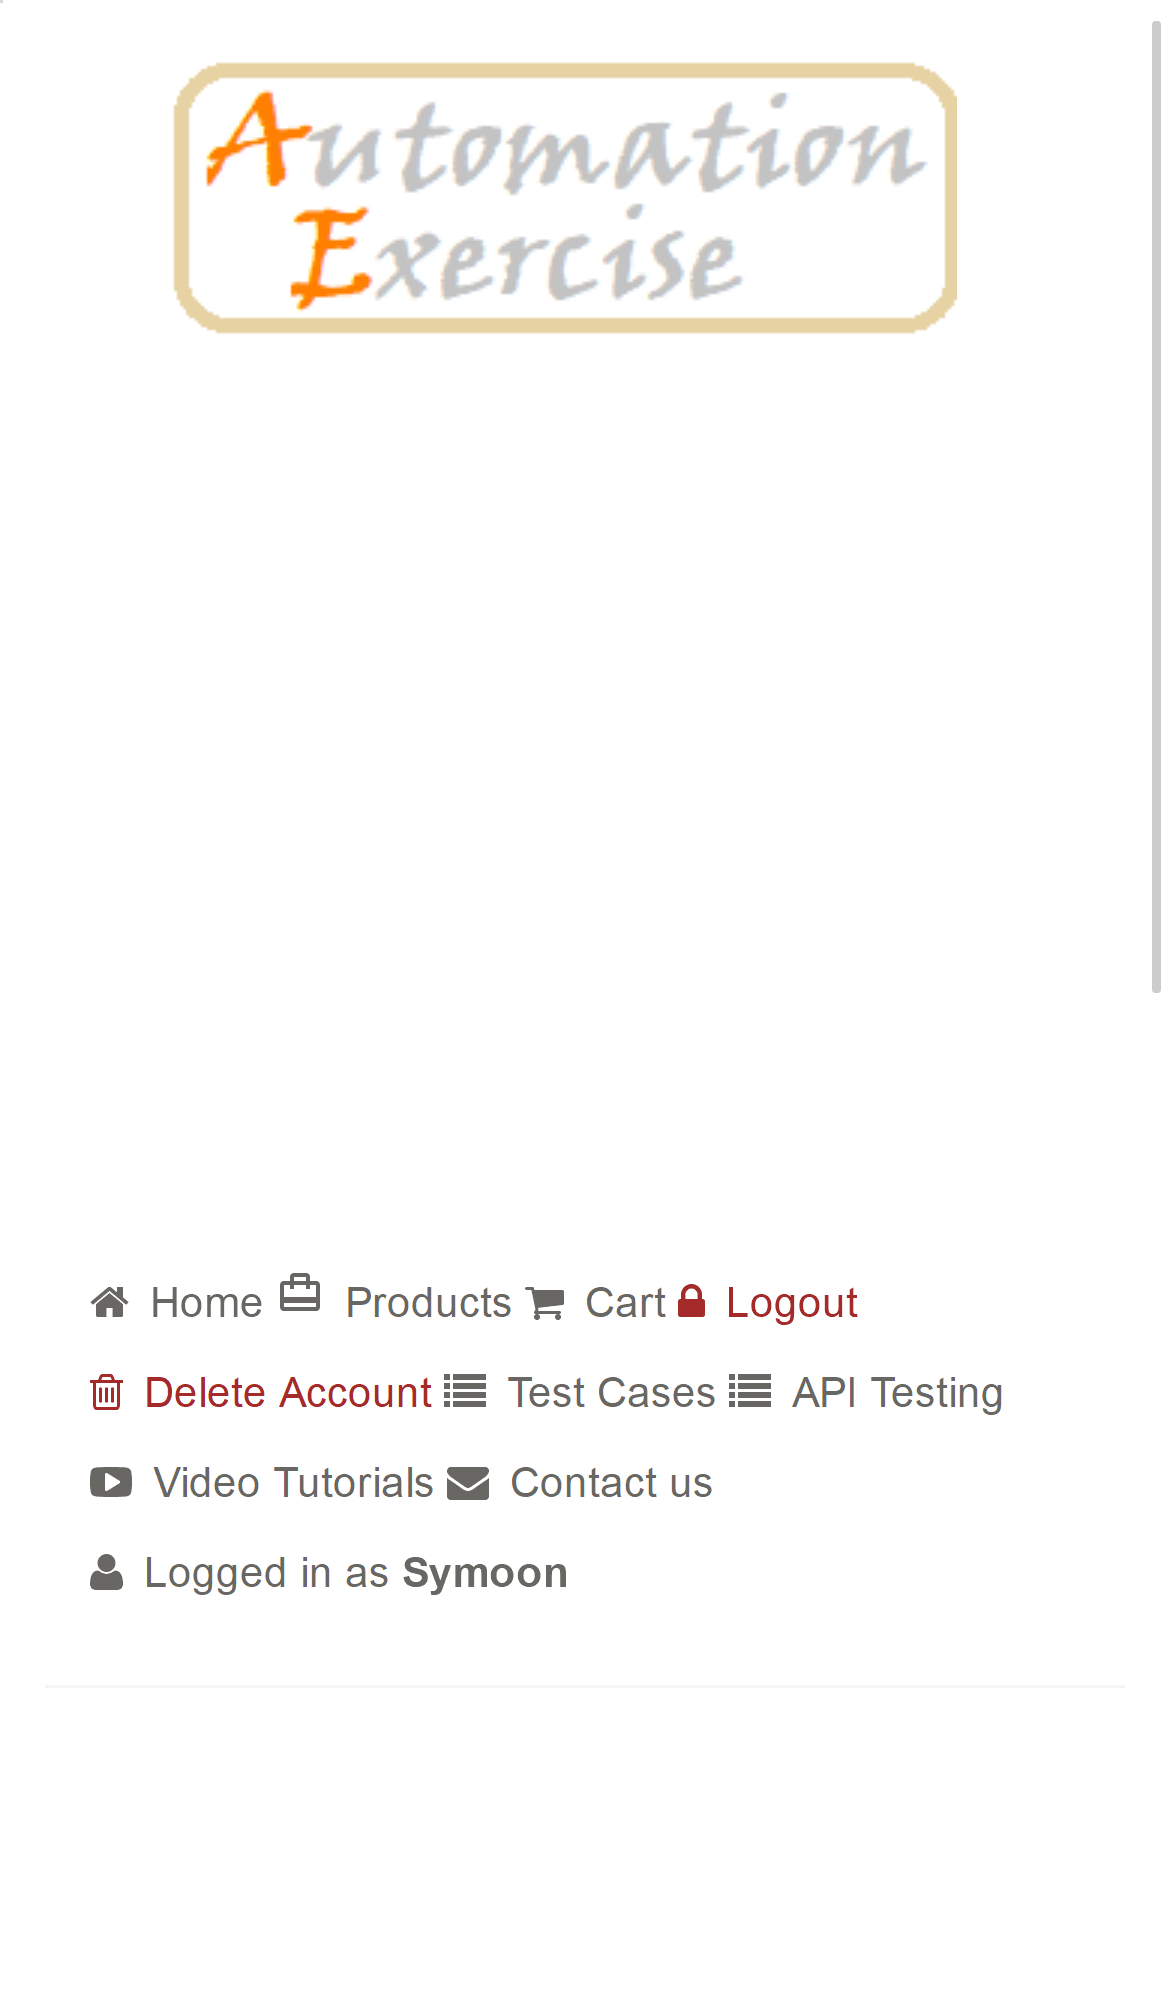 Automation
Exercise
Home Products Cart Logout
Delete Account Test Cases API Testing
Video Tutorials Contact us
Logged in as Symoon